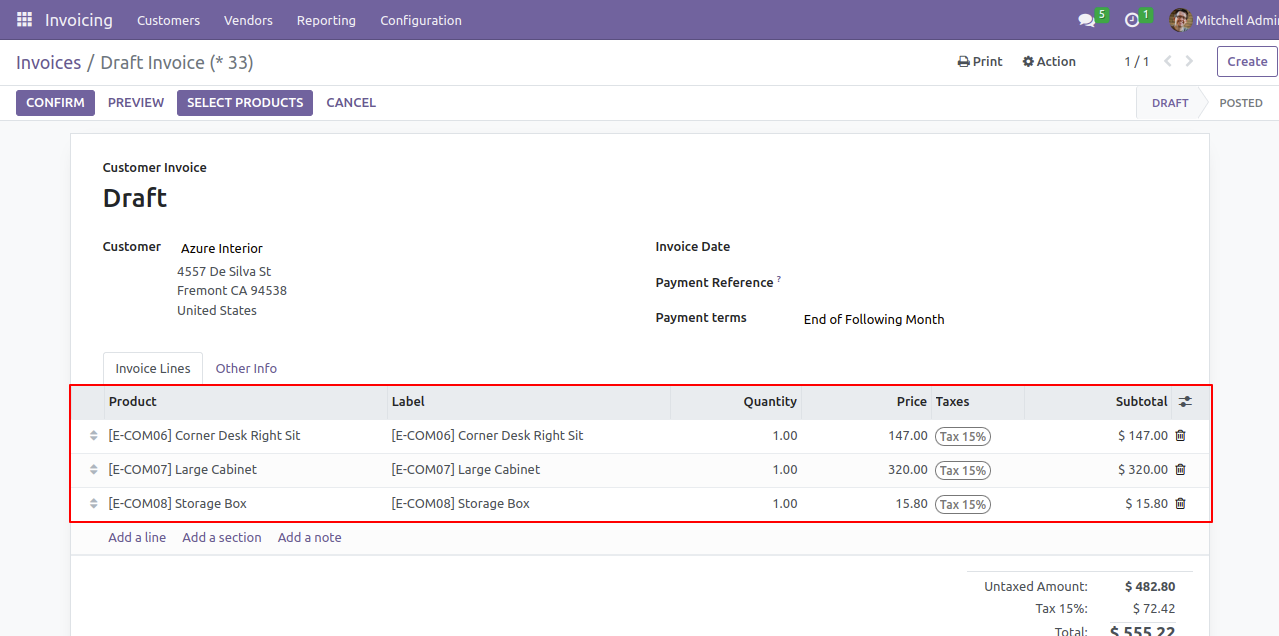 Invoicing Customers Vendors Reporting Configuration 5 1 Mitchell Admi
Invoices / Draft Invoice (* 33) Print Action 1 / 1 Create
CONFIRM PREVIEW SELECT PRODUCTS CANCEL DRAFT POSTED
Customer Invoice
Draft
Customer Azure Interior Invoice Date
4557 De Silva St
Fremont CA 94538 Payment Reference ?
United States
Payment terms End of Following Month
Invoice Lines Other Info
Product Label Quantity Price Taxes Subtotal
[E-COM06] Corner Desk Right Sit [E-COM06] Corner Desk Right Sit 1.00 147.00 Tax 15% $ 147.00
[E-COM07] Large Cabinet [E-COM07] Large Cabinet 1.00 320.00 Tax 15% $ 320.00
[E-COM08] Storage Box [E-COM08] Storage Box 1.00 15.80 Tax 15% $ 15.80
Add a line Add a section Add a note
Untaxed Amount: $ 482.80
Tax 15%: $ 72.42
Total: $ 555.22